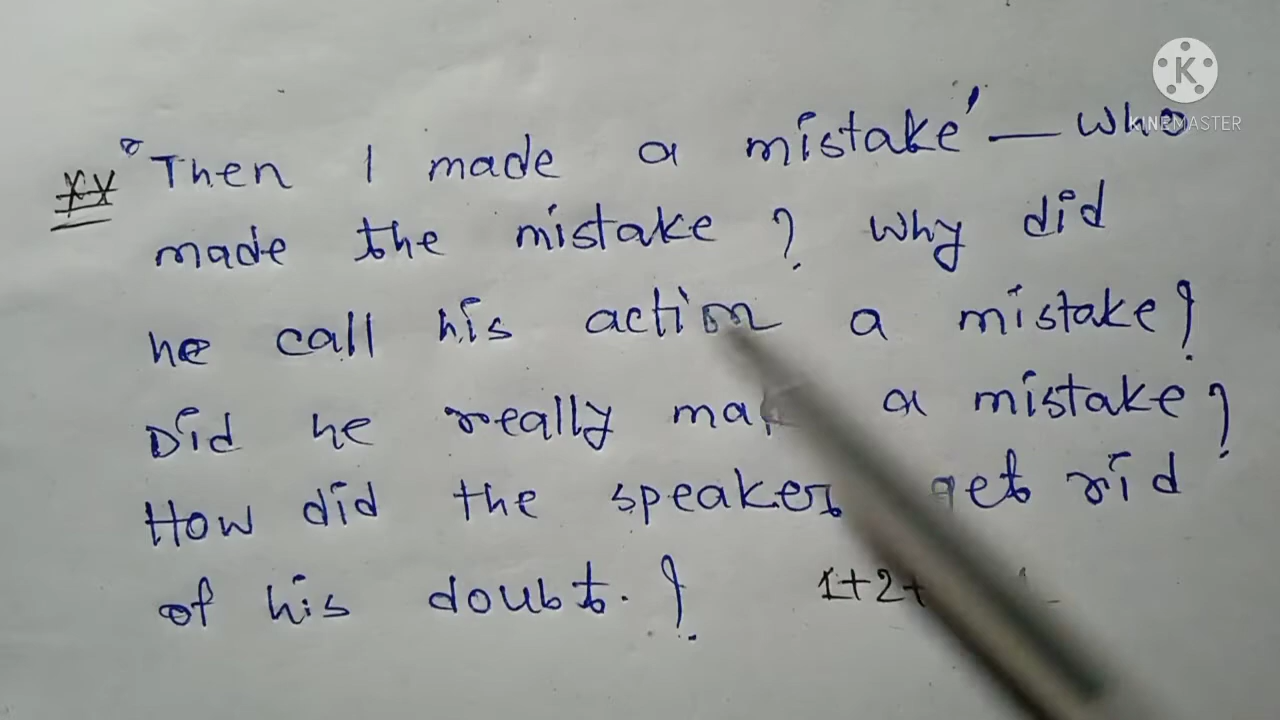 K
KINEMASTER
"Then I made a mistake' — who
made the mistake? Why did
he call his action a mistake?
Did he really a mistake?
How did the speaker get rid
of his doubt. ?
1+2+